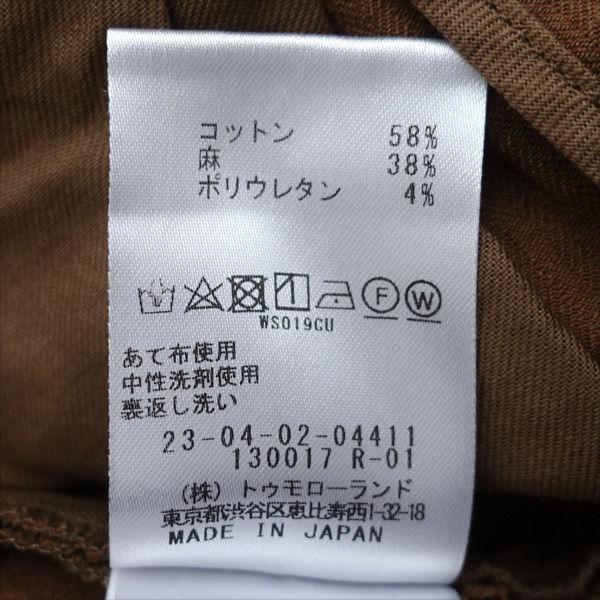 コットン 58%
麻 38%
ポリウレタン 4%
F W
WS019CU
あて布使用
中性洗剤使用
裏返し洗い
23-04-02-04411
130017 R-01
(株) トゥモローランド
東京都渋谷区恵比寿西1-32-18
MADE IN JAPAN